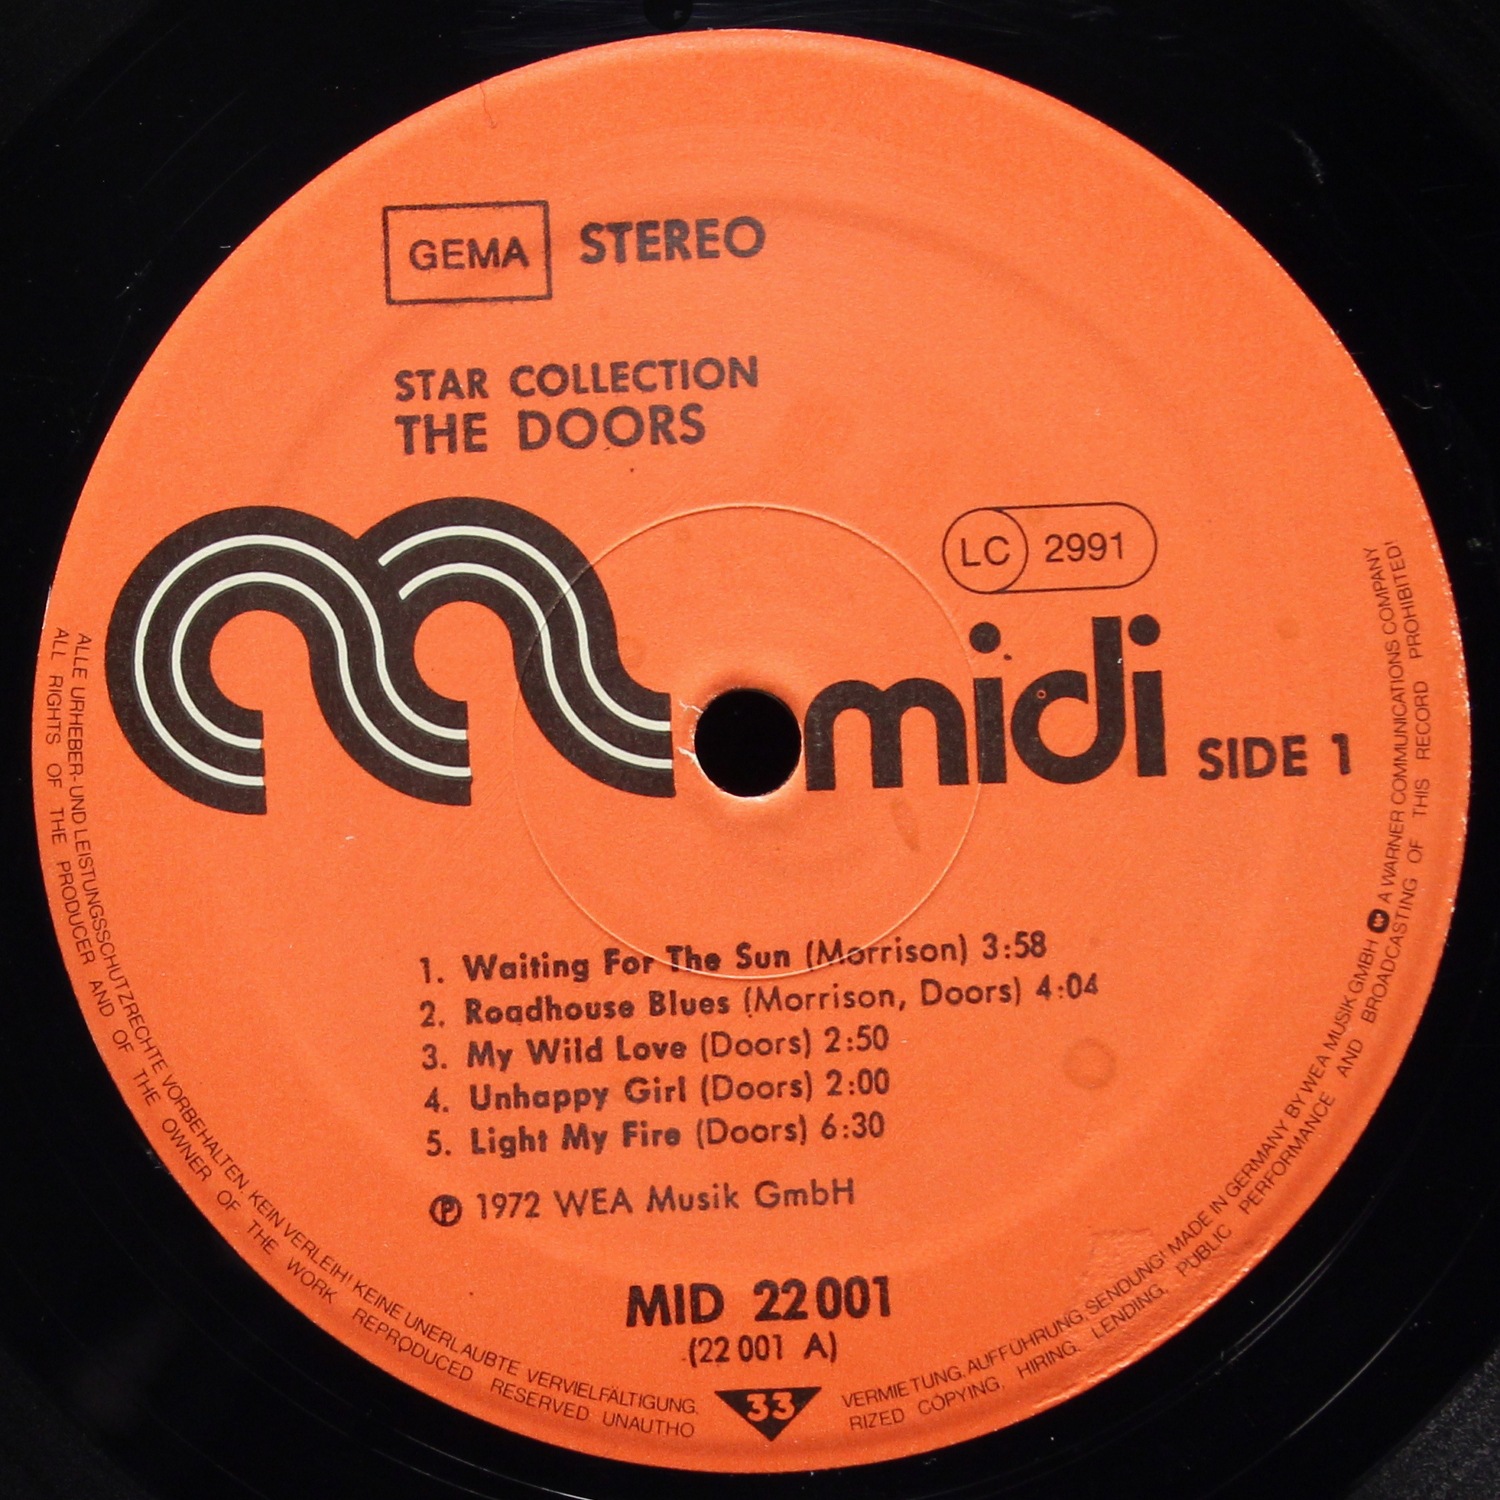 GEMA STEREO
STAR COLLECTION
THE DOORS
LC 2991
midi SIDE 1
1. Waiting For The Sun (Morrison) 3:58
2. Roadhouse Blues (Morrison, Doors) 4:04
3. My Wild Love (Doors) 2:50
4. Unhappy Girl (Doors) 2:00
5. Light My Fire (Doors) 6:30
℗ 1972 WEA Musik GmbH
MID 22 001
(22 001 A)
33
ALLE URHEBER-UND LEISTUNGSSCHUTZRECHTE VORBEHALTEN. KEIN VERLEIH! KEINE UNERLAUBTE VERVIELFÄLTIGUNG, VERMIETUNG, AUFFÜHRUNG, SENDUNG! MADE IN GERMANY BY WEA MUSIK GMBH A WARNER COMMUNICATIONS COMPANY
ALL RIGHTS OF THE PRODUCER AND OF THE OWNER OF THE WORK REPRODUCED RESERVED UNAUTHORIZED COPYING, HIRING, LENDING, PUBLIC PERFORMANCE AND BROADCASTING OF THIS RECORD PROHIBITED!